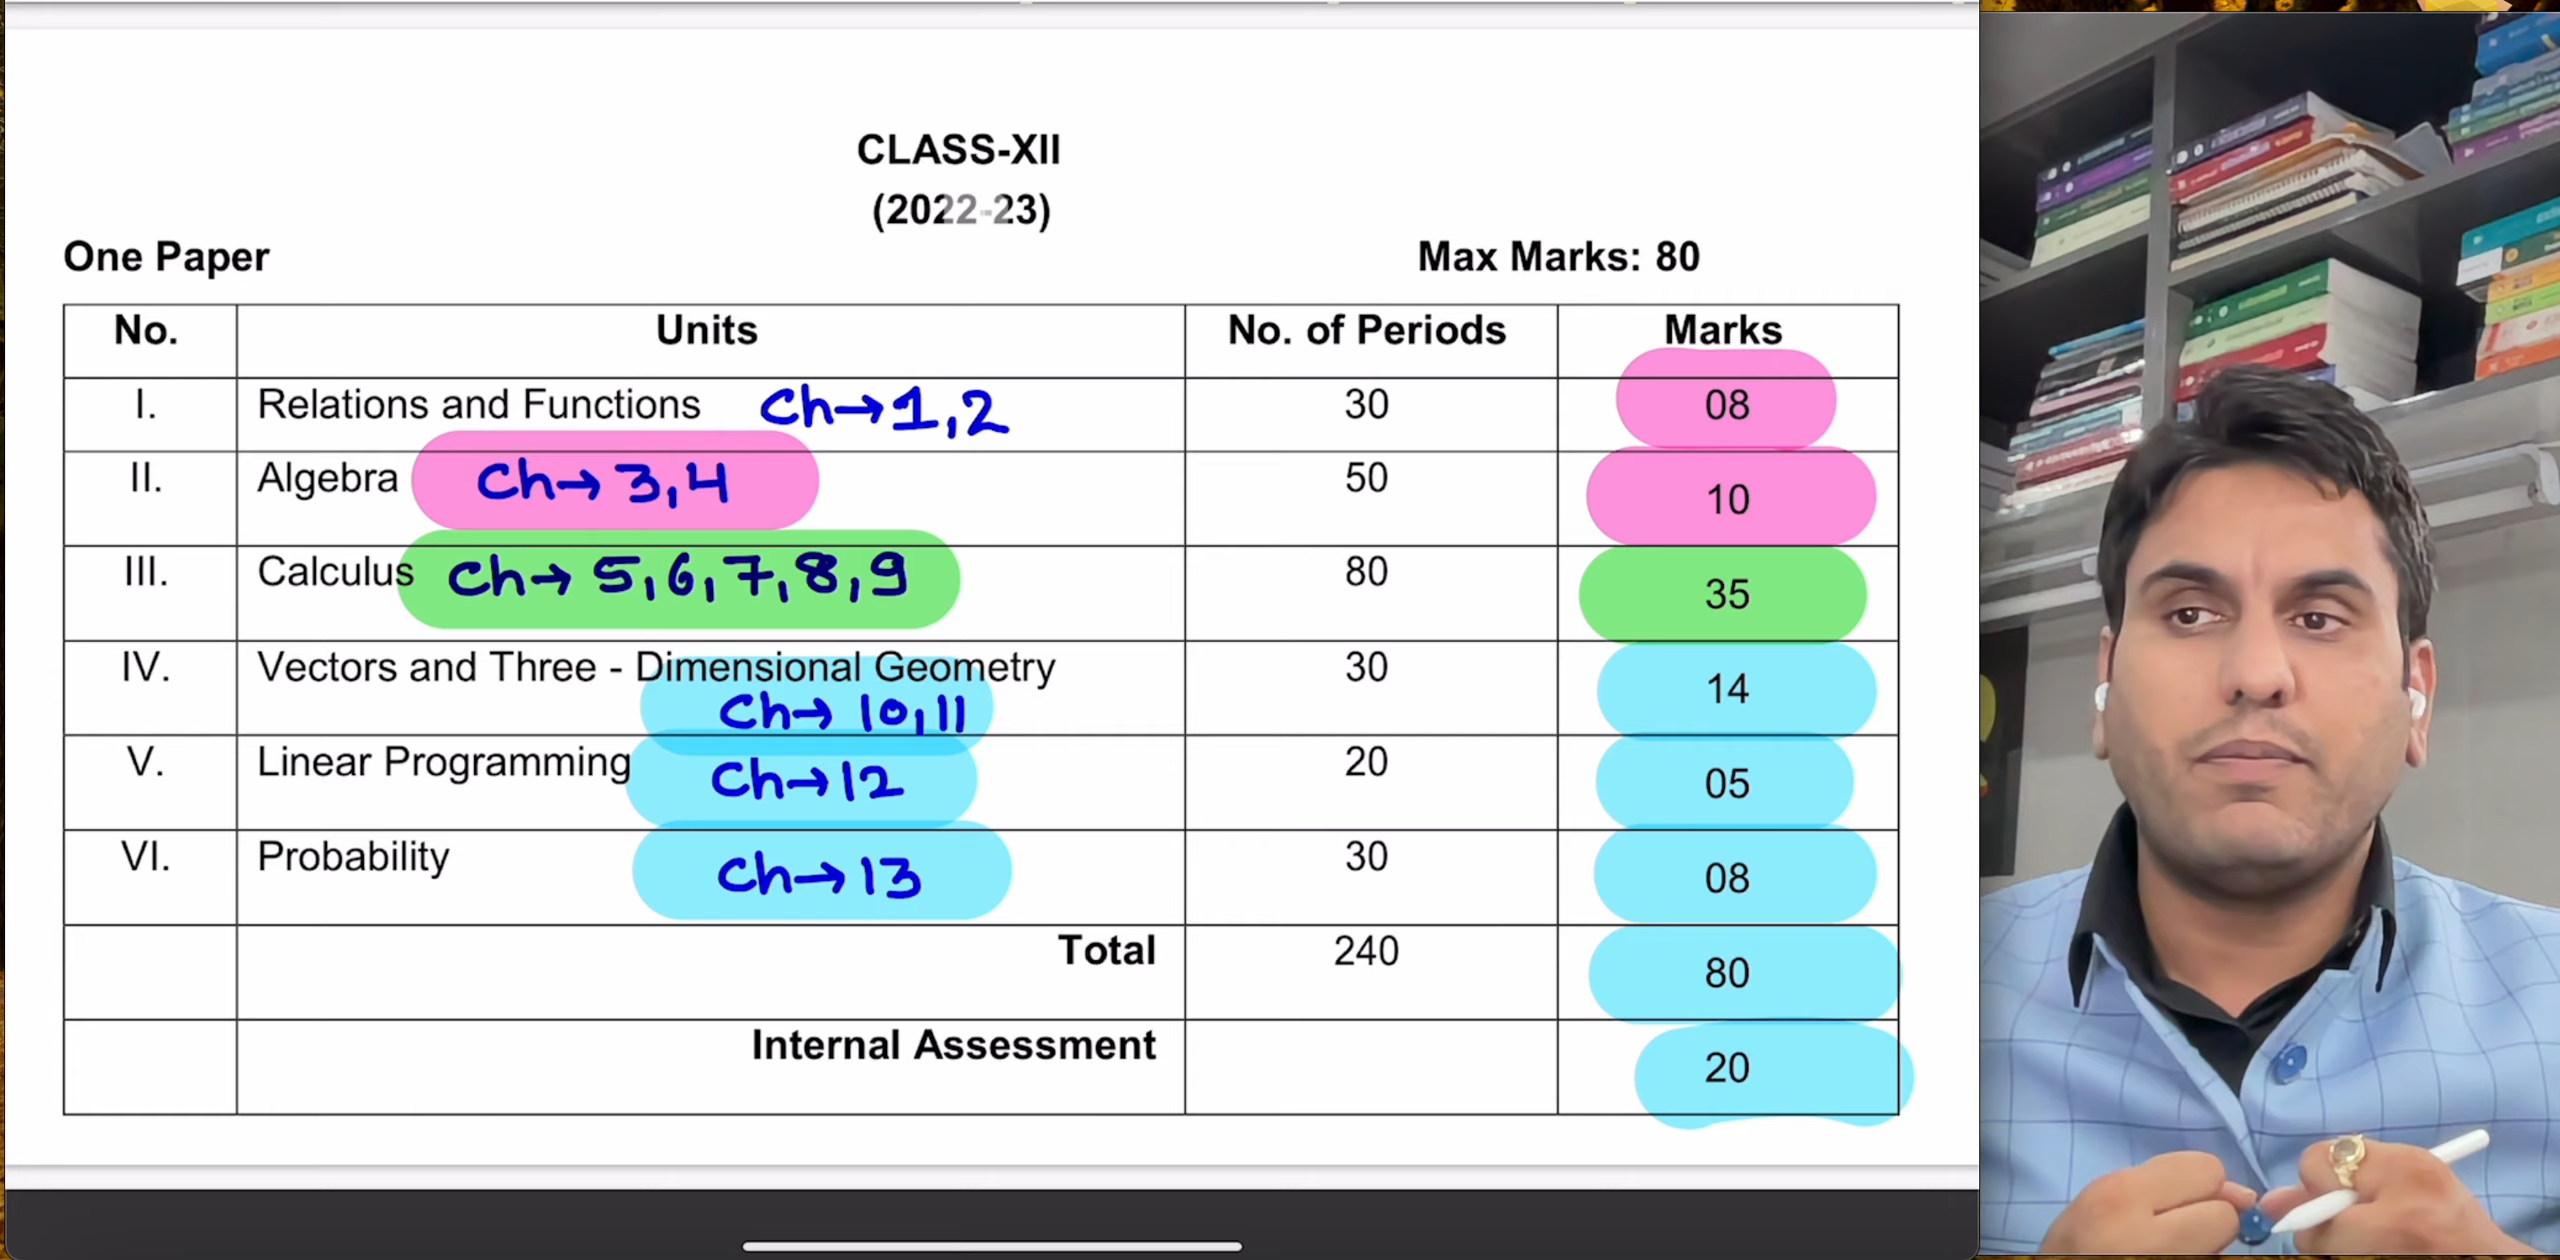 CLASS-XII
(2022-23)
One Paper Max Marks: 80
No. Units No. of Periods Marks
I. Relations and Functions Ch→1,2 30 08
II. Algebra Ch→ 3,4 50 10
III. Calculus Ch→ 5,6,7,8,9 80 35
IV. Vectors and Three - Dimensional Geometry 30 14
Ch→ 10,11
V. Linear Programming Ch→12 20 05
VI. Probability Ch→13 30 08
Total 240 80
Internal Assessment 20